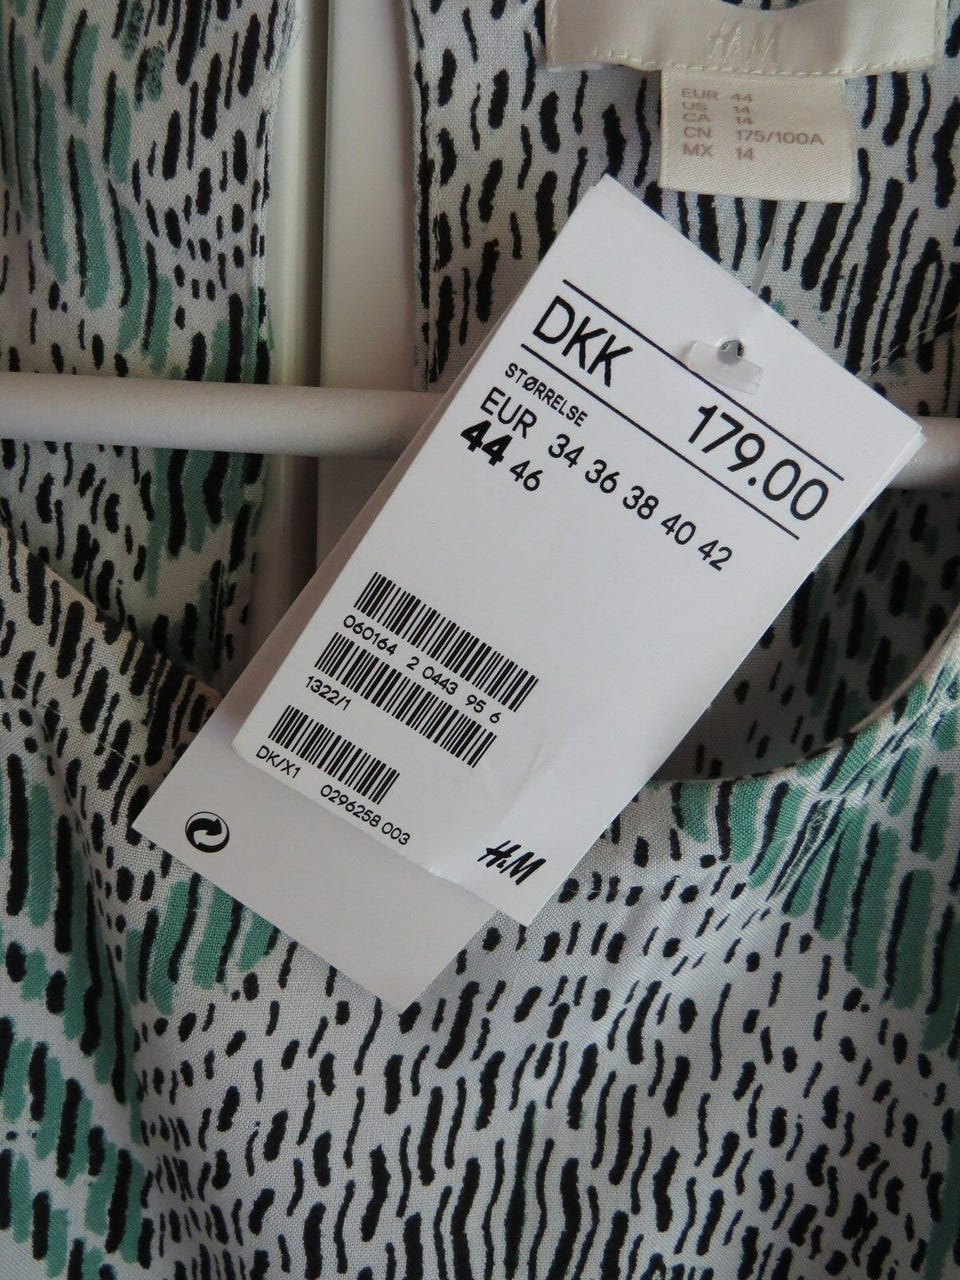 H&M
EUR 44
US 14
CA 14
CN 175/100A
MX 14
DKK 179.00
STØRRELSE
EUR 34 36 38 40 42
44 46
060164 2 0443 95 6
1322/1
DK/X1 0296258 003
H&M